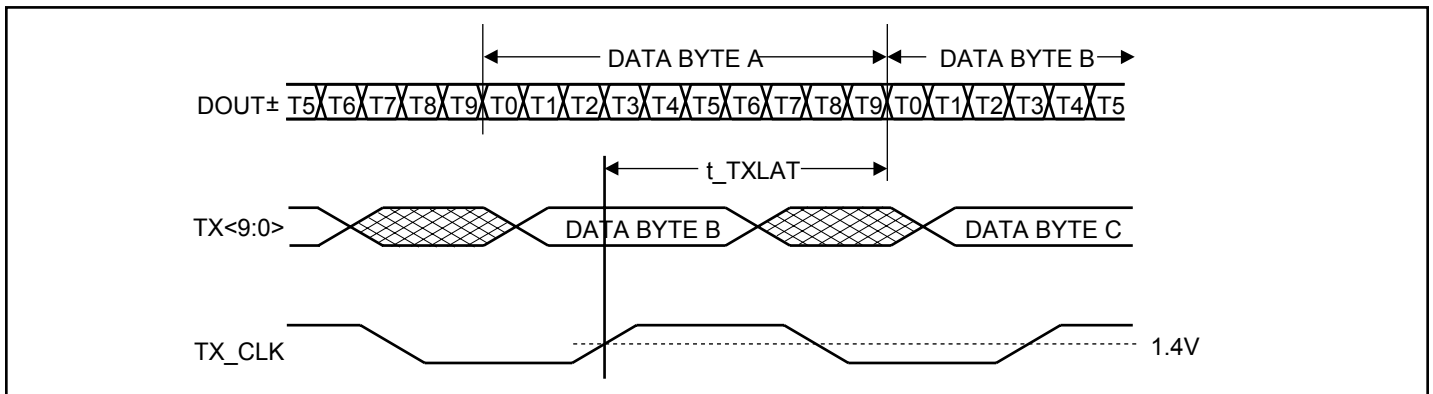 DATA BYTE A DATA BYTE B
DOUT± T5 T6 T7 T8 T9 T0 T1 T2 T3 T4 T5 T6 T7 T8 T9 T0 T1 T2 T3 T4 T5
t_TXLAT
TX<9:0> DATA BYTE B DATA BYTE C
TX_CLK 1.4V